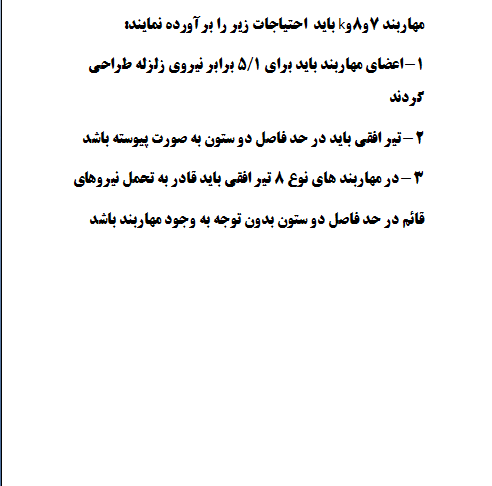 مهاربند ۷و۸وk باید احتیاجات زیر را برآورده نمایند:
۱ – اعضای مهاربند باید برای ۵/۱ برابر نیروی زلزله طراحی
گردند
۲ – تیر افقی باید در حد فاصل دو ستون به صورت پیوسته باشد
۳ – در مهاربند های نوع ۸ تیر افقی باید قادر به تحمل نیروهای
قائم در حد فاصل دو ستون بدون توجه به وجود مهاربند باشد